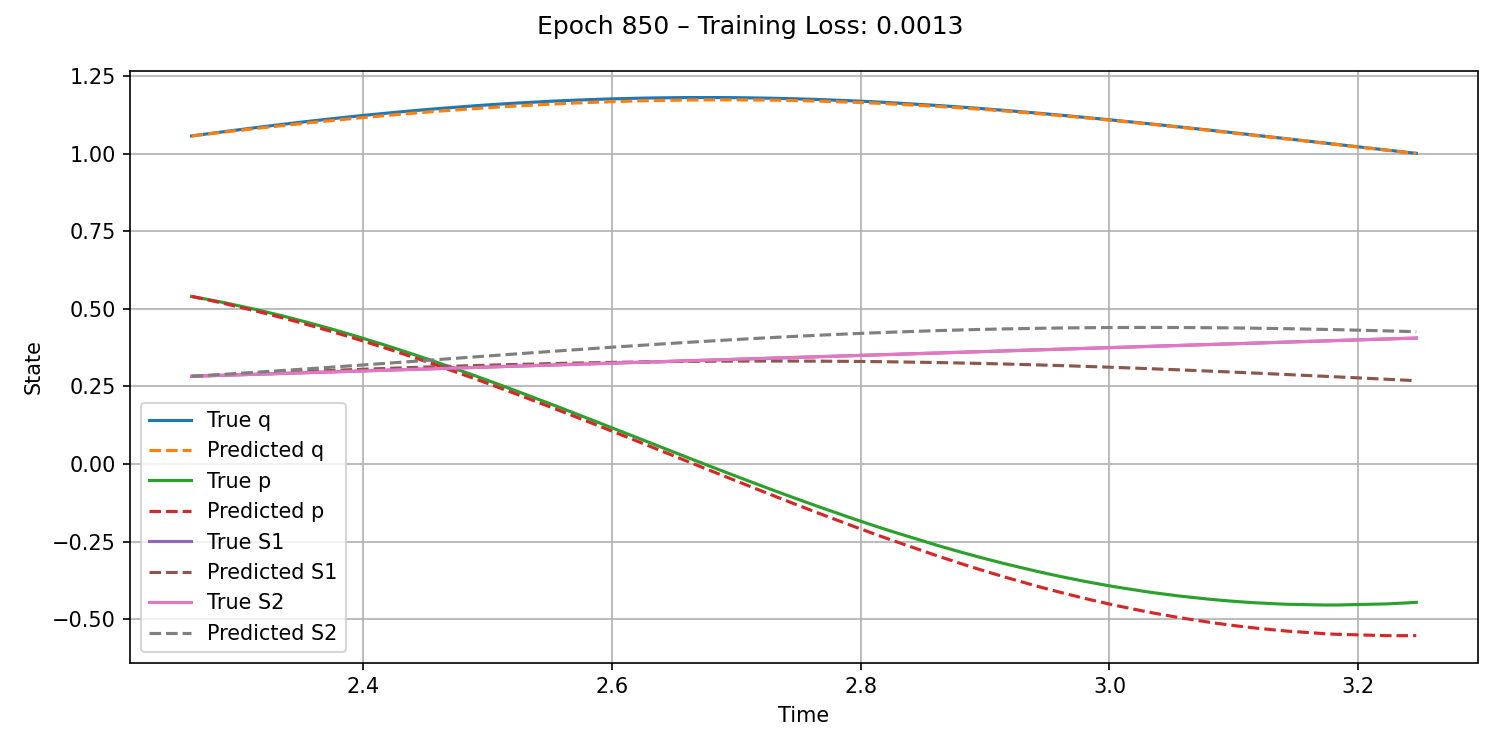 Epoch 850 – Training Loss: 0.0013
1.25
1.00
0.75
0.50
0.25
0.00
−0.25
−0.50
State
True q
Predicted q
True p
Predicted p
True S1
Predicted S1
True S2
Predicted S2
2.4 2.6 2.8 3.0 3.2
Time